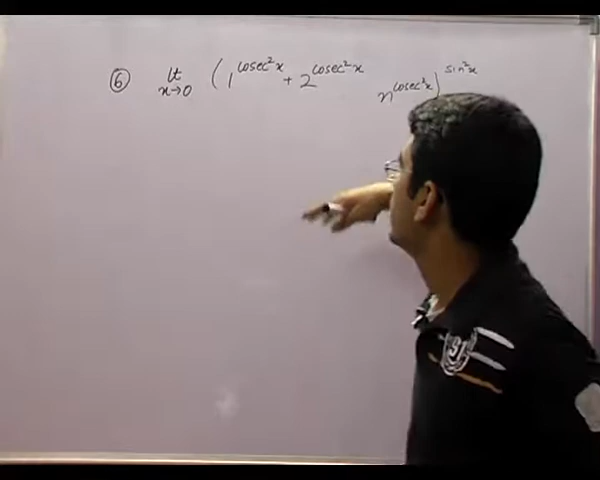 ⑥ lt x→0 (1^cosec²x + 2^cosec²x n^cosec²x)^sin²x